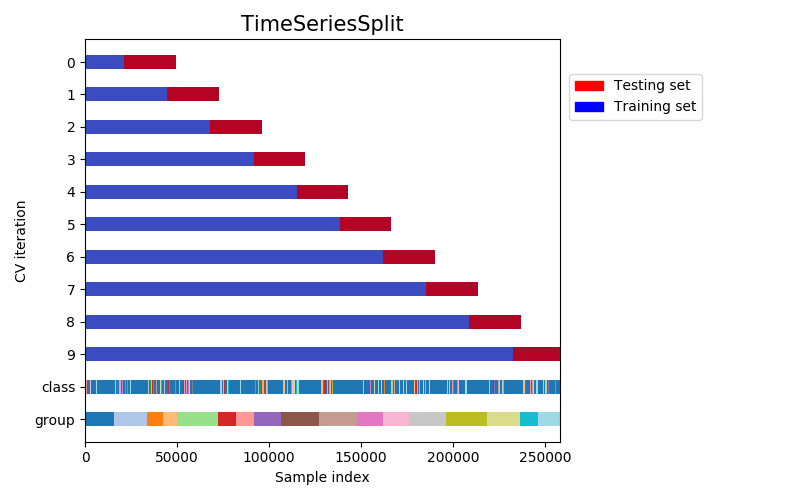 TimeSeriesSplit
Testing set
Training set
CV iteration
0
1
2
3
4
5
6
7
8
9
class
group
0 50000 100000 150000 200000 250000
Sample index